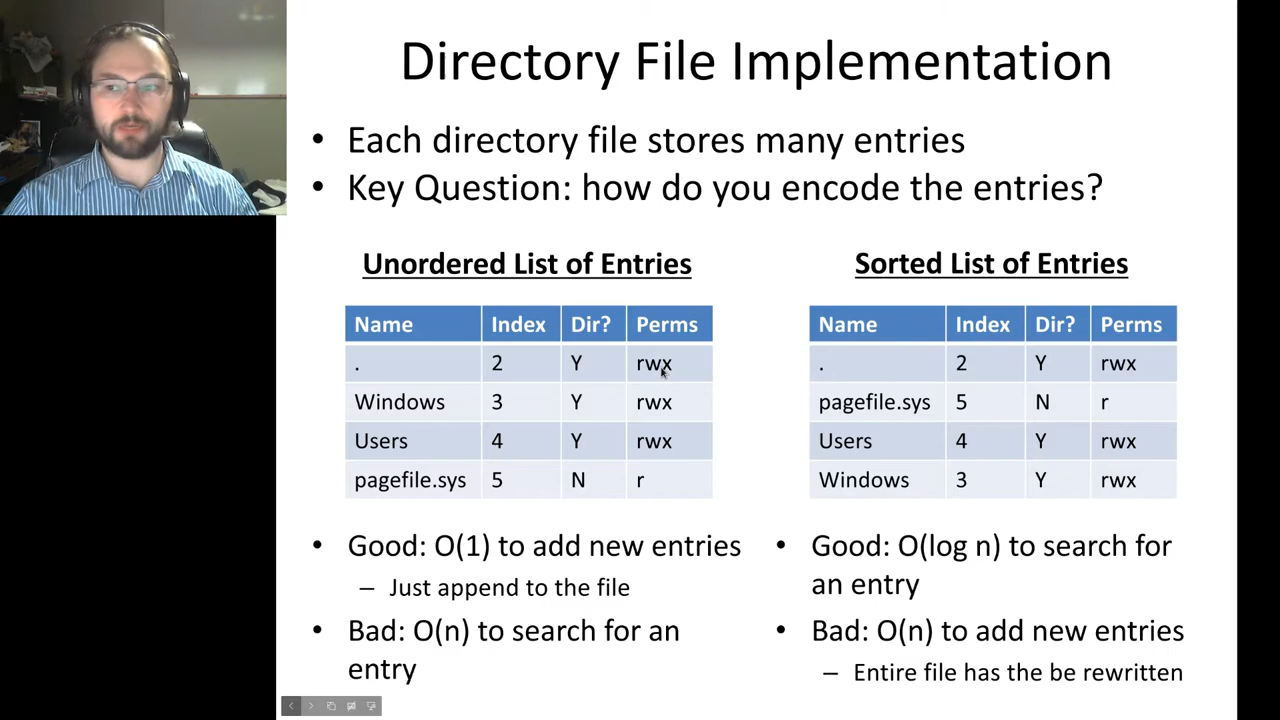 Directory File Implementation
• Each directory file stores many entries
• Key Question: how do you encode the entries?
Unordered List of Entries
Name Index Dir? Perms
. 2 Y rwx
Windows 3 Y rwx
Users 4 Y rwx
pagefile.sys 5 N r
• Good: O(1) to add new entries
– Just append to the file
• Bad: O(n) to search for an
entry
Sorted List of Entries
Name Index Dir? Perms
. 2 Y rwx
pagefile.sys 5 N r
Users 4 Y rwx
Windows 3 Y rwx
• Good: O(log n) to search for
an entry
• Bad: O(n) to add new entries
– Entire file has the be rewritten